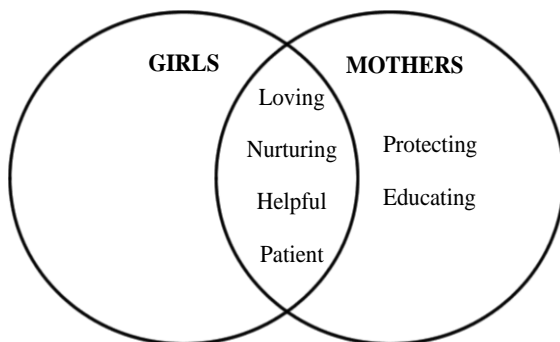 GIRLS
MOTHERS
Loving
Nurturing
Helpful
Patient
Protecting
Educating